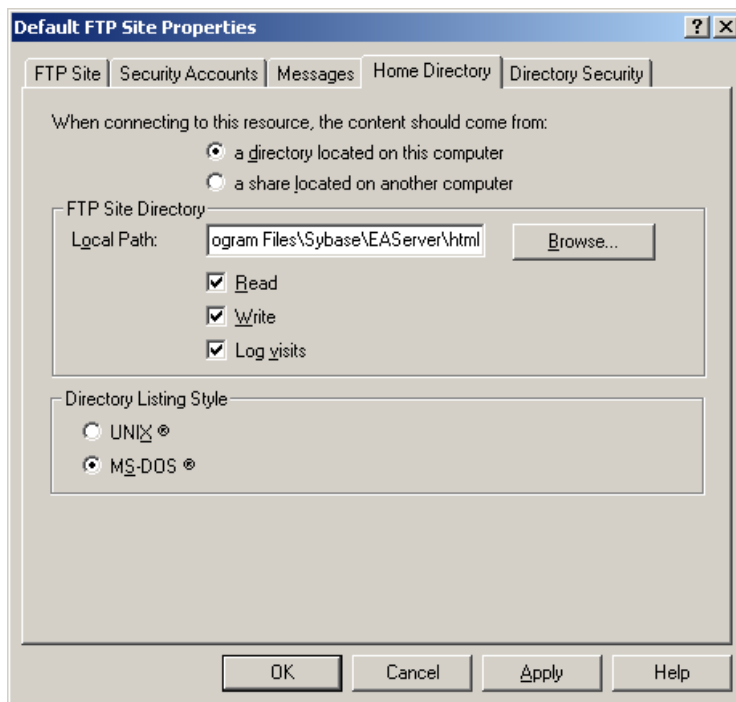 Default FTP Site Properties
FTP Site Security Accounts Messages Home Directory Directory Security
When connecting to this resource, the content should come from:
a directory located on this computer
a share located on another computer
FTP Site Directory
Local Path: ogram Files\Sybase\EAServer\html Browse...
Read
Write
Log visits
Directory Listing Style
UNIX ®
MS-DOS ®
OK Cancel Apply Help